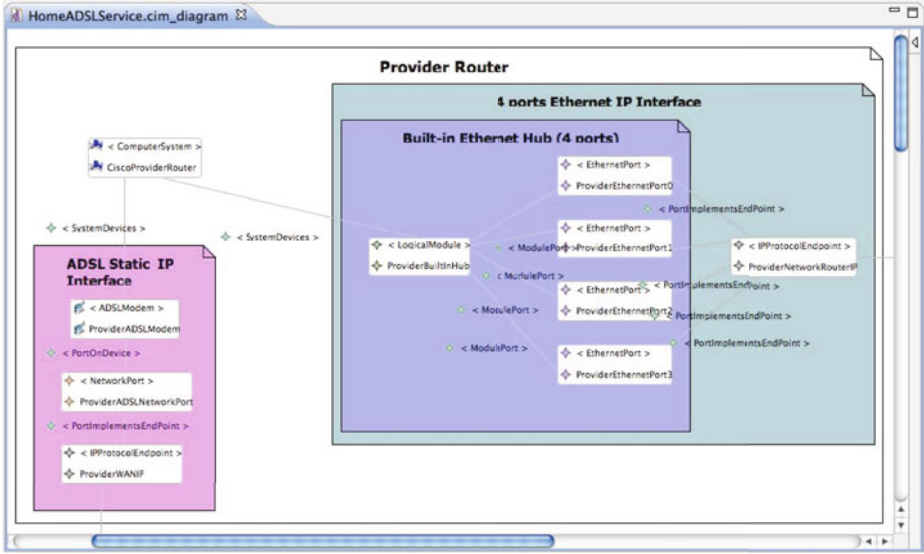 HomeADSLService.cim_diagram
Provider Router
4 ports Ethernet IP Interface
Built-in Ethernet Hub (4 ports)
< ComputerSystem >
CiscoProviderRouter
< SystemDevices >
< SystemDevices >
ADSL Static IP
Interface
< ADSLModem >
ProviderADSLModem
< PortOnDevice >
< NetworkPort >
ProviderADSLNetworkPort
< PortImplementsEndPoint >
< IPProtocolEndpoint >
ProviderWANIF
< LogicalModule >
ProviderBuiltInHub
< ModulePort >
< ModulePort >
< ModulePort >
< ModulePort >
< EthernetPort >
ProviderEthernetPort0
< EthernetPort >
ProviderEthernetPort1
< EthernetPort >
ProviderEthernetPort2
< EthernetPort >
ProviderEthernetPort3
< PortImplementsEndPoint >
< PortImplementsEndPoint >
< PortImplementsEndPoint >
< PortImplementsEndPoint >
< IPProtocolEndpoint >
ProviderNetworkRouterIP